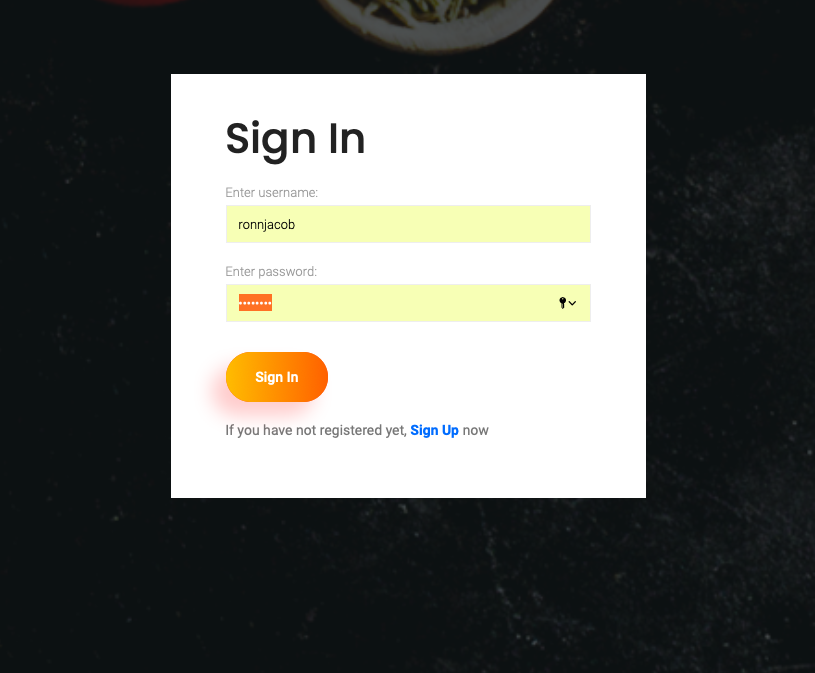 Sign In
Enter username:
ronnjacob
Enter password:
••••••••
Sign In
If you have not registered yet, Sign Up now